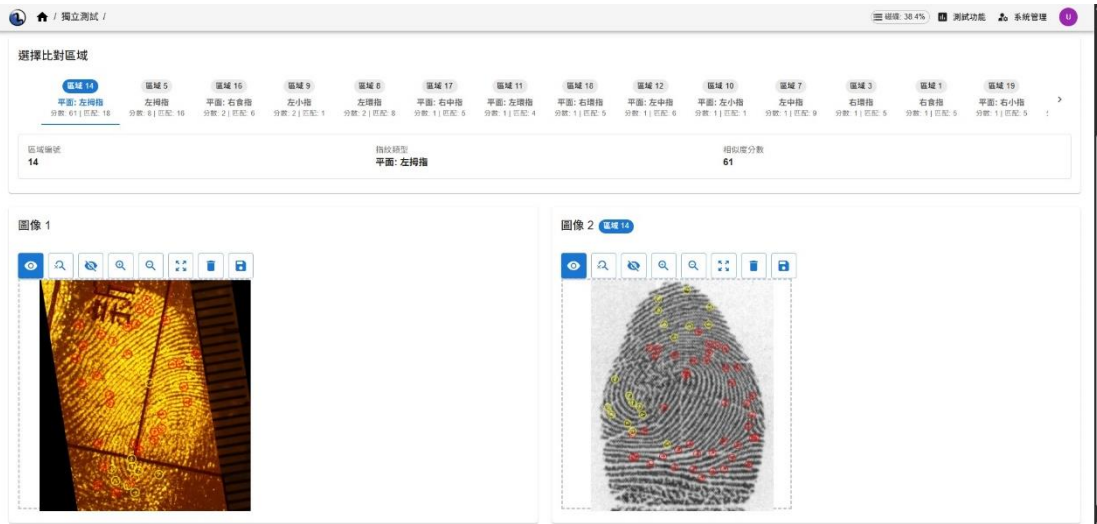 / 獨立測試 /
磁碟: 38.4%
測試功能
系統管理
U
選擇比對區域
區域 14
平面: 左拇指
分數: 61 | 匹配: 18
區域 5
左拇指
分數: 8 | 匹配: 16
區域 16
平面: 右食指
分數: 2 | 匹配: 6
區域 9
左小指
分數: 2 | 匹配: 1
區域 8
左環指
分數: 2 | 匹配: 8
區域 17
平面: 右中指
分數: 1 | 匹配: 5
區域 11
平面: 左環指
分數: 1 | 匹配: 4
區域 18
平面: 右環指
分數: 1 | 匹配: 5
區域 12
平面: 左中指
分數: 1 | 匹配: 6
區域 10
平面: 左小指
分數: 1 | 匹配: 1
區域 7
左中指
分數: 1 | 匹配: 9
區域 3
右環指
分數: 1 | 匹配: 5
區域 1
右食指
分數: 1 | 匹配: 5
區域 19
平面: 右小指
分數: 1 | 匹配: 5
區域編號
14
指紋類型
平面: 左拇指
相似度分數
61
圖像 1
圖像 2
區域 14